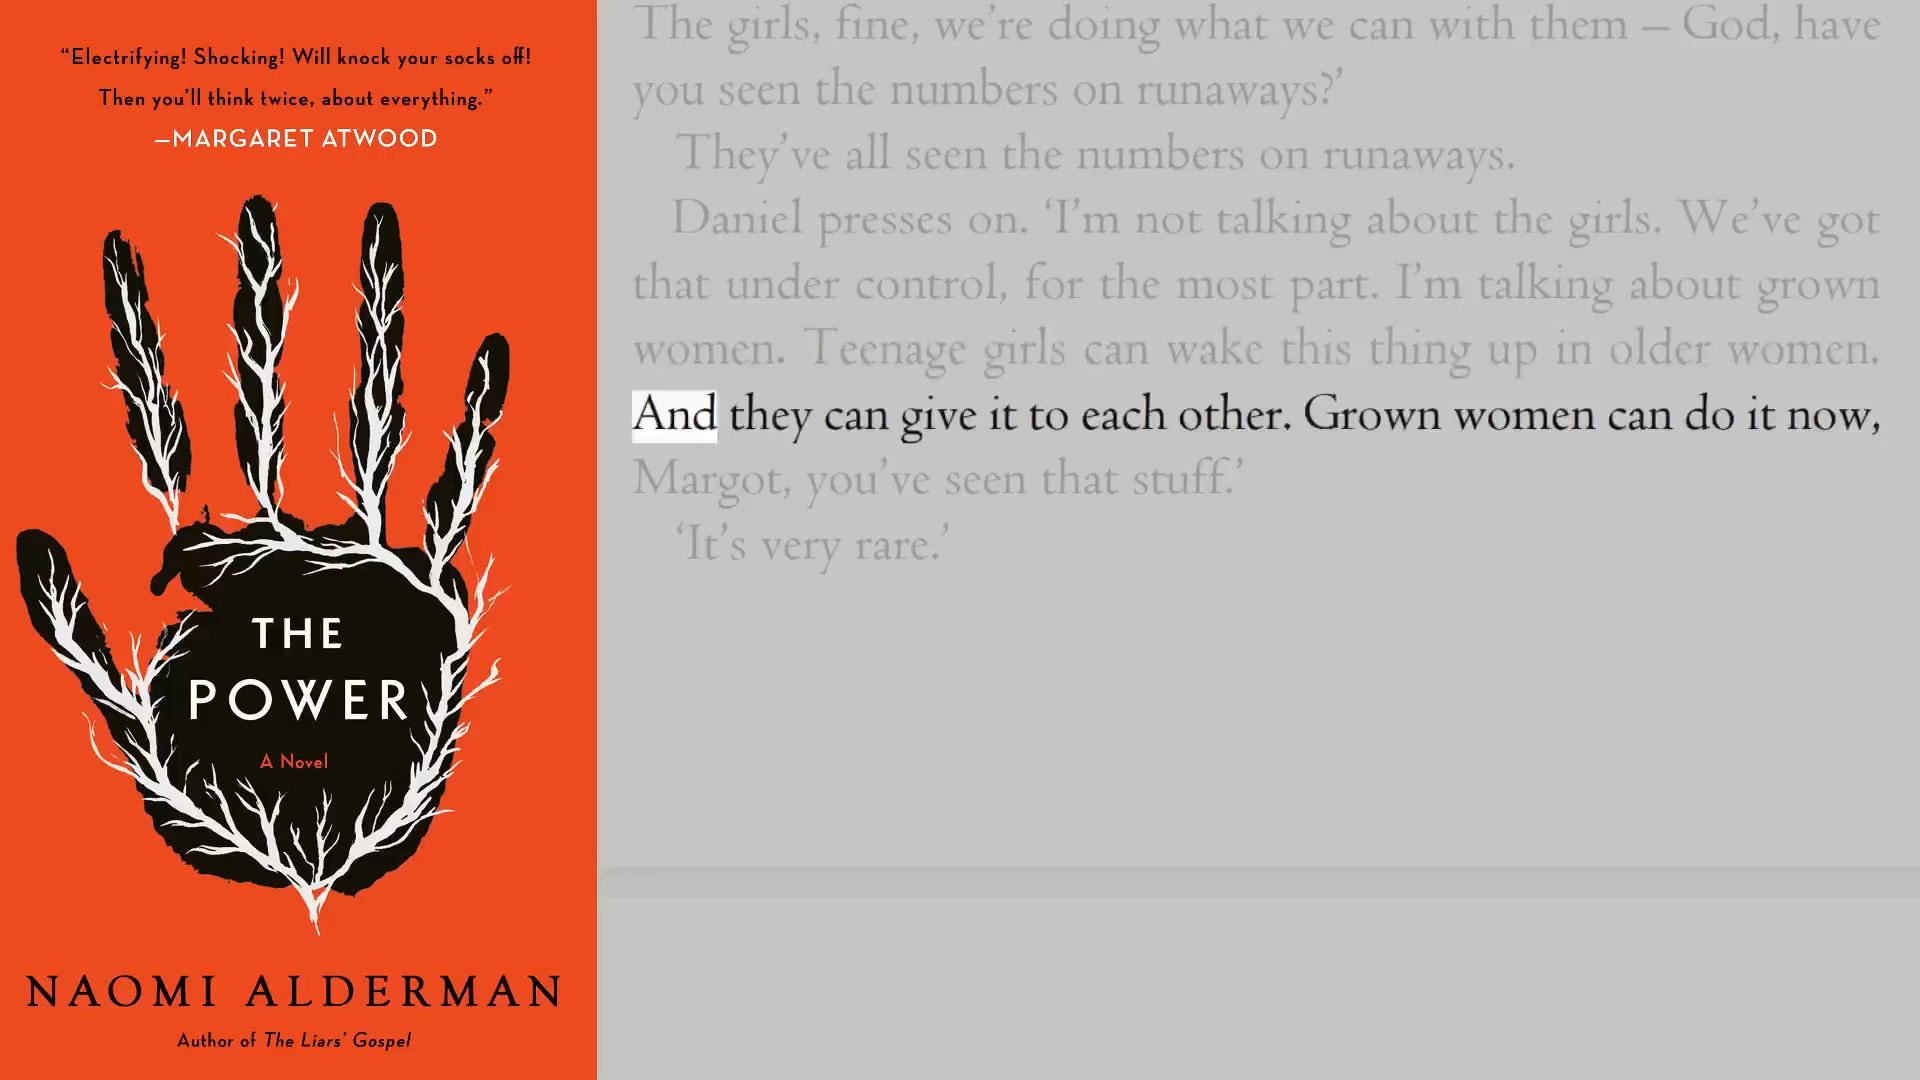 “Electrifying! Shocking! Will knock your socks off!
Then you’ll think twice, about everything.”
—MARGARET ATWOOD
THE
POWER
A Novel
NAOMI ALDERMAN
Author of The Liars’ Gospel
The girls, fine, we’re doing what we can with them – God, have
you seen the numbers on runaways?’
They’ve all seen the numbers on runaways.
Daniel presses on. ‘I’m not talking about the girls. We’ve got
that under control, for the most part. I’m talking about grown
women. Teenage girls can wake this thing up in older women.
And they can give it to each other. Grown women can do it now,
Margot, you’ve seen that stuff.’
‘It’s very rare.’